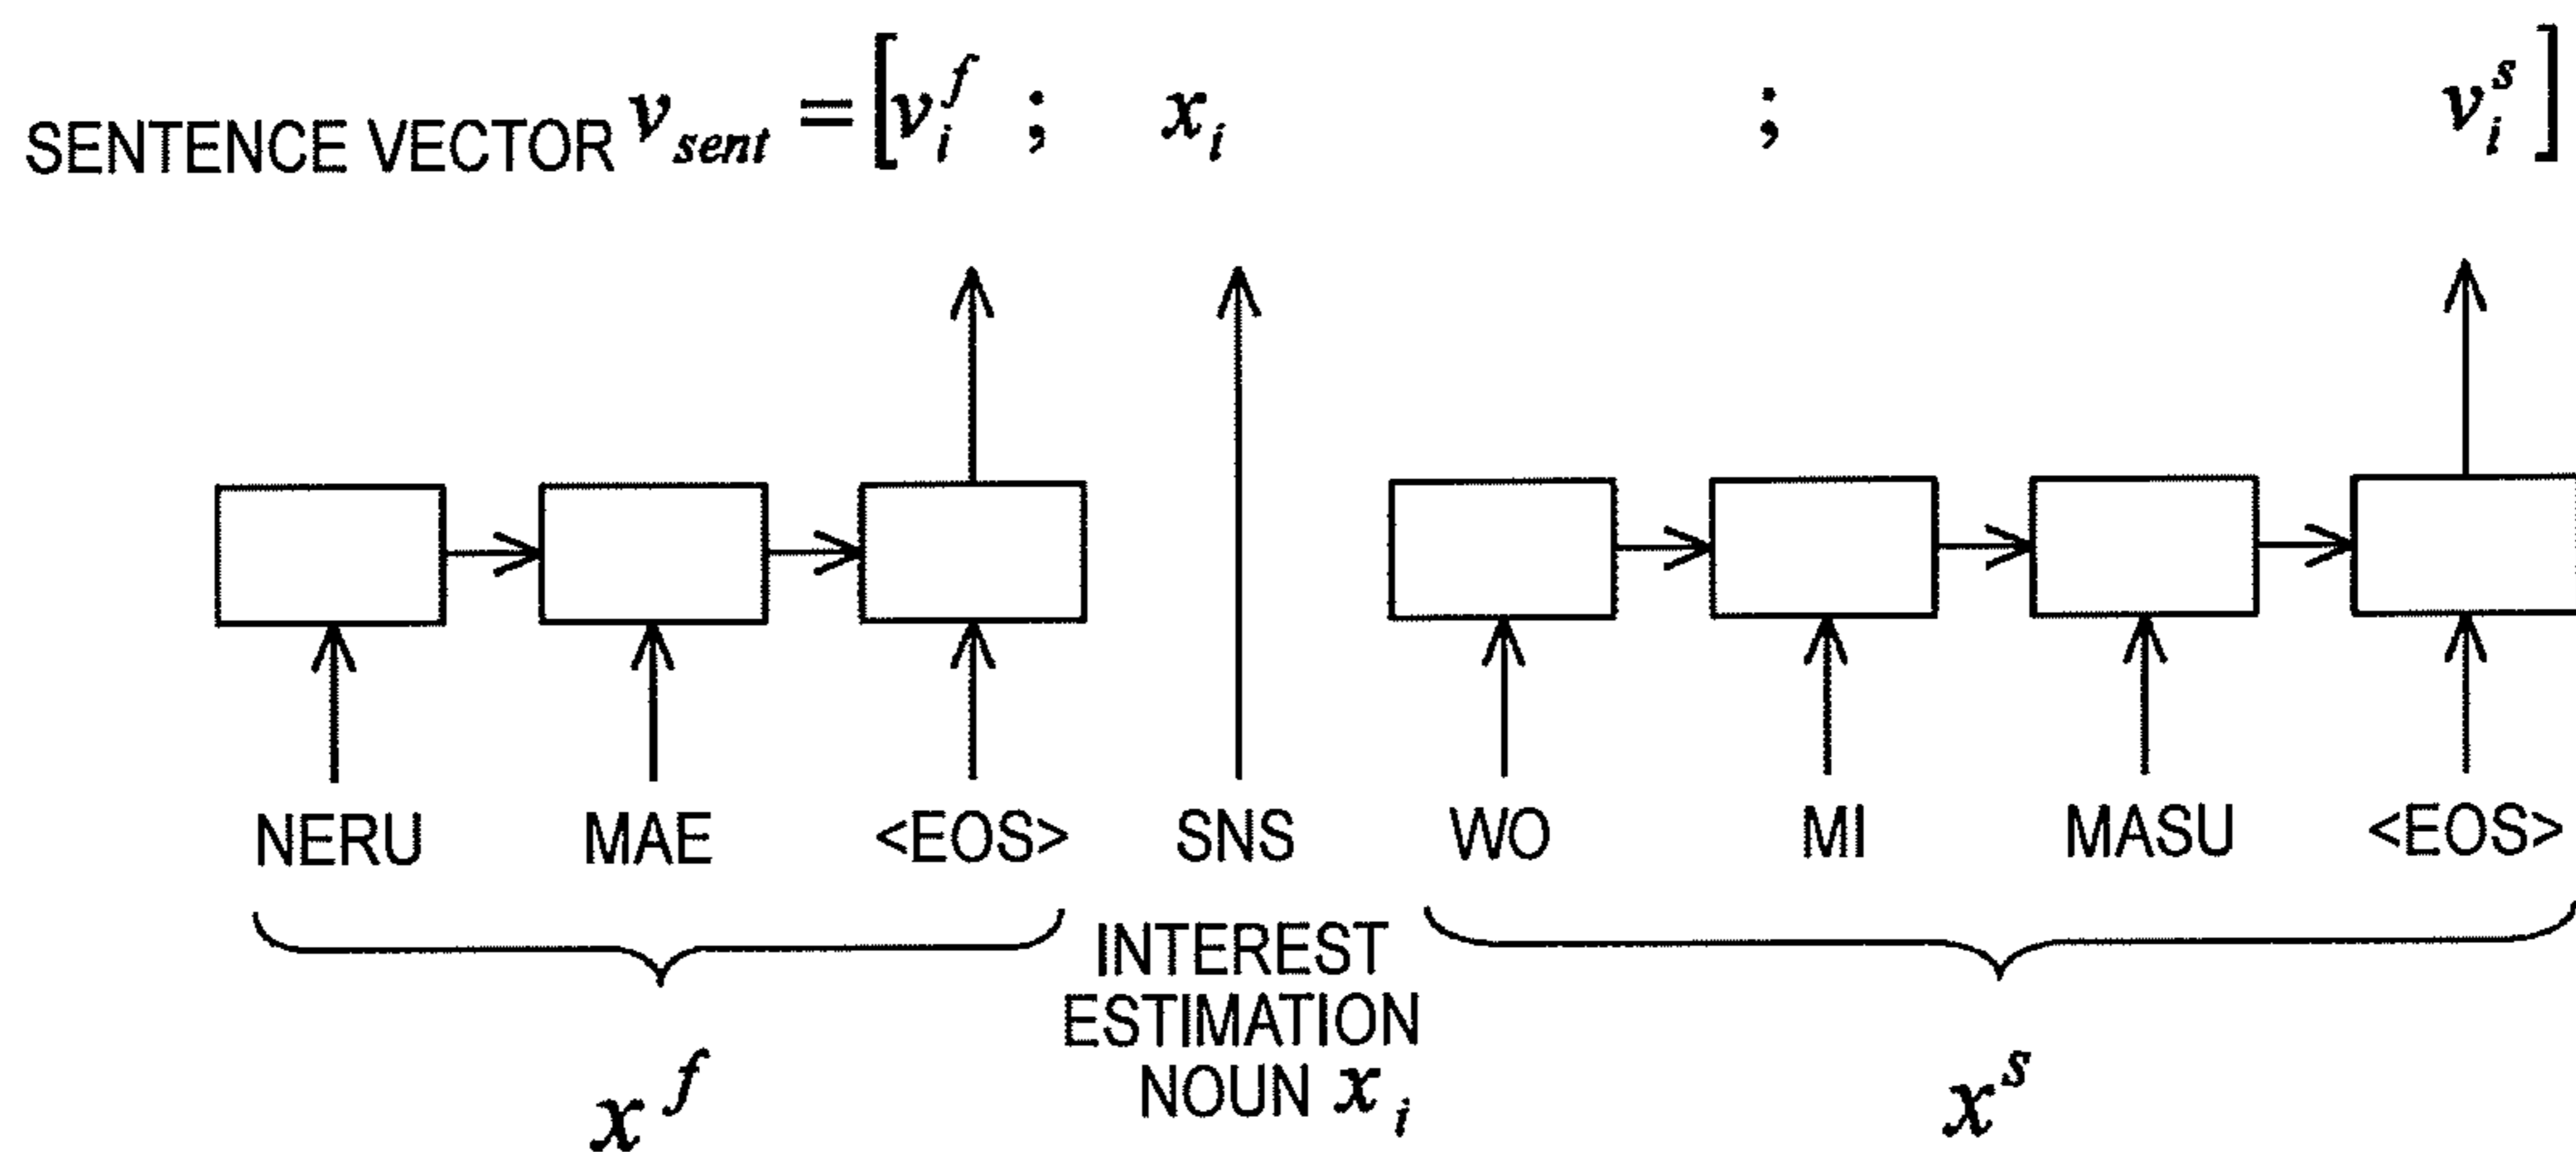 SENTENCE VECTOR v_sent = [v_i^f ; x_i ; v_i^s]
NERU MAE <EOS> SNS WO MI MASU <EOS>
INTEREST
ESTIMATION
NOUN x_i
x^f x^s